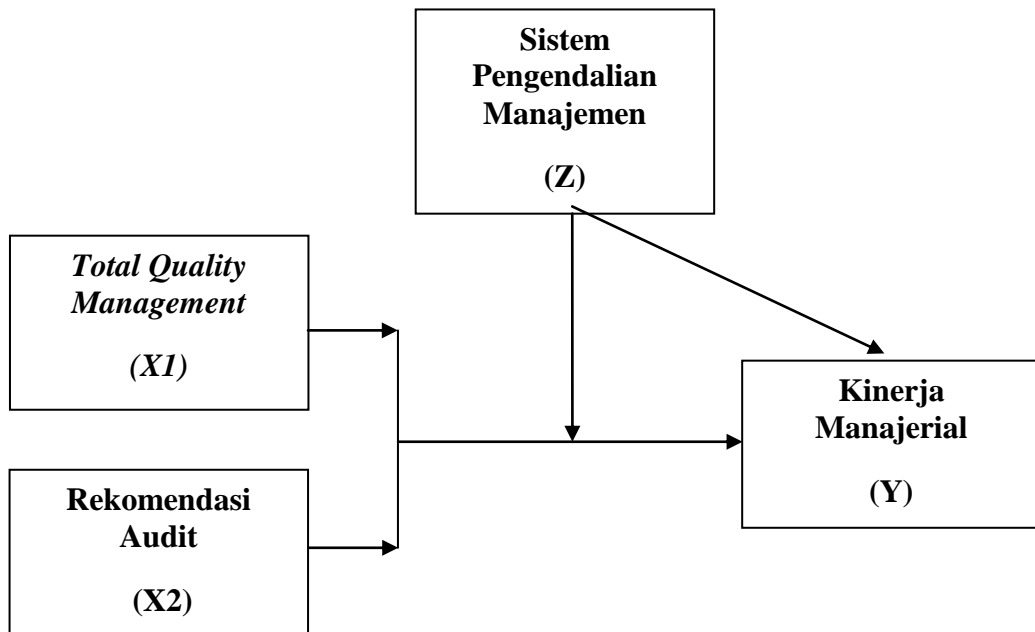 Sistem
Pengendalian
Manajemen
(Z)
Total Quality
Management
(X1)
Kinerja
Manajerial
(Y)
Rekomendasi
Audit
(X2)